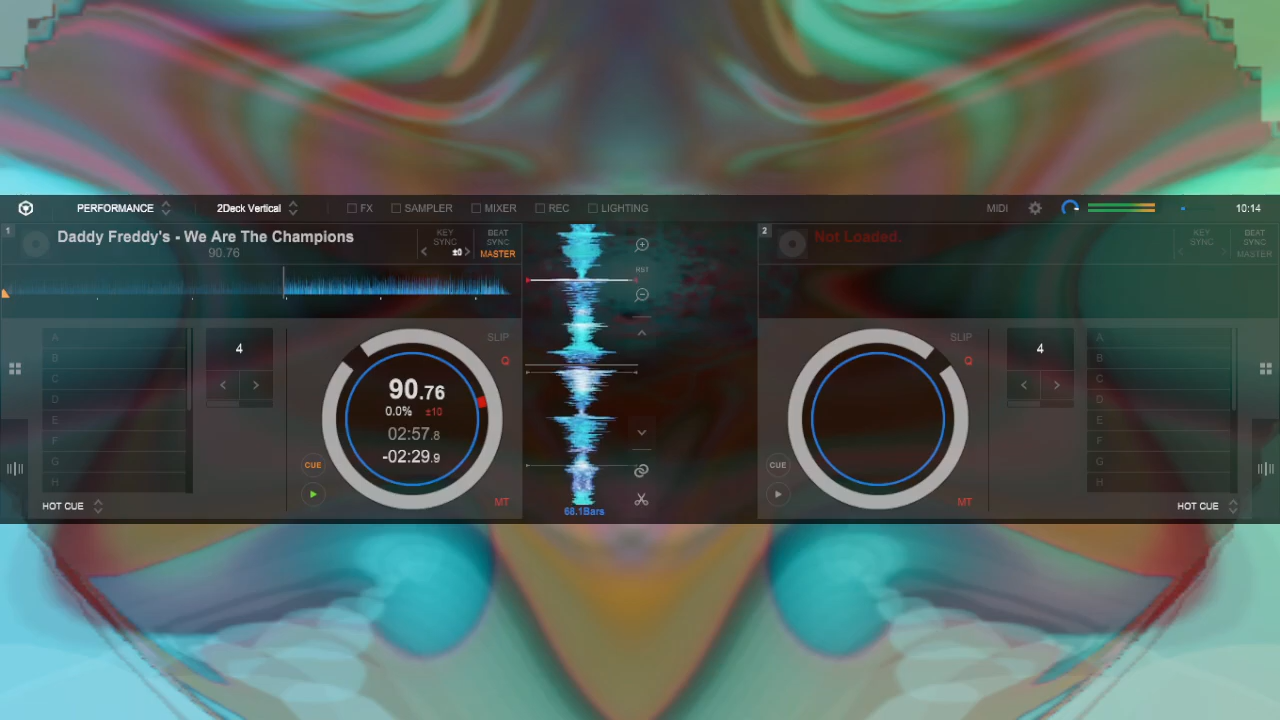 PERFORMANCE 2Deck Vertical FX SAMPLER MIXER REC LIGHTING MIDI 10:14
1 Daddy Freddy's - We Are The Champions
90.76
KEY SYNC ±0
BEAT SYNC MASTER
RST
2 Not Loaded.
KEY SYNC
BEAT SYNC MASTER
A
B
C
D
E
F
G
H
HOT CUE
4
SLIP
Q
90.76
0.0% ±10
02:57.8
-02:29.9
CUE
MT
68.1Bars
SLIP
Q
CUE
MT
4
A
B
C
D
E
F
G
H
HOT CUE